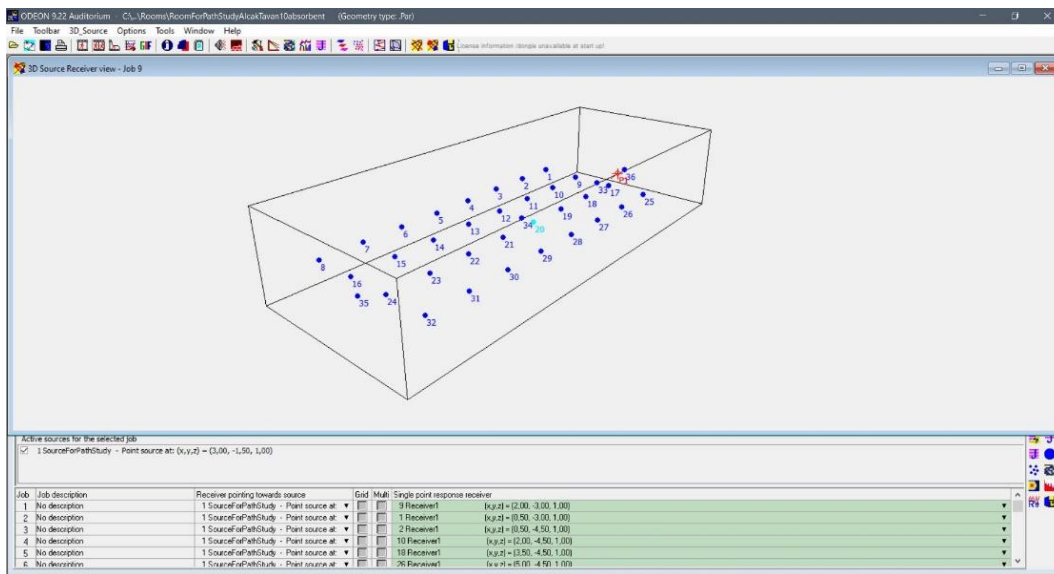 ODEON 9.22 Auditorium - C:\...\Rooms\RoomForPathStudyAlcakTavan10absorbent (Geometry type: .Par)
File Toolbar 3D_Source Options Tools Window Help
License information (dongle unavailable at start up!
3D Source Receiver view - Job 9
1
2
3
4
5
6
7
8
9
10
11
12
13
14
15
16
33
17
18
19
34
20
21
22
23
24
35
P1
36
25
26
27
28
29
30
31
32
Active sources for the selected job
1 SourceForPathStudy - Point source at: (x,y,z) = (3,00, -1,50, 1,00)
Job Job description Receiver pointing towards source Grid Multi Single point response receiver
1 No description 1 SourceForPathStudy - Point source at: 9 Receiver1 (x,y,z) = (2,00, -3,00, 1,00)
2 No description 1 SourceForPathStudy - Point source at: 1 Receiver1 (x,y,z) = (0,50, -3,00, 1,00)
3 No description 1 SourceForPathStudy - Point source at: 2 Receiver1 (x,y,z) = (0,50, -4,50, 1,00)
4 No description 1 SourceForPathStudy - Point source at: 10 Receiver1 (x,y,z) = (2,00, -4,50, 1,00)
5 No description 1 SourceForPathStudy - Point source at: 18 Receiver1 (x,y,z) = (3,50, -4,50, 1,00)
6 No description 1 SourceForPathStudy - Point source at: 26 Receiver1 (x,y,z) = (5,00, -4,50, 1,00)